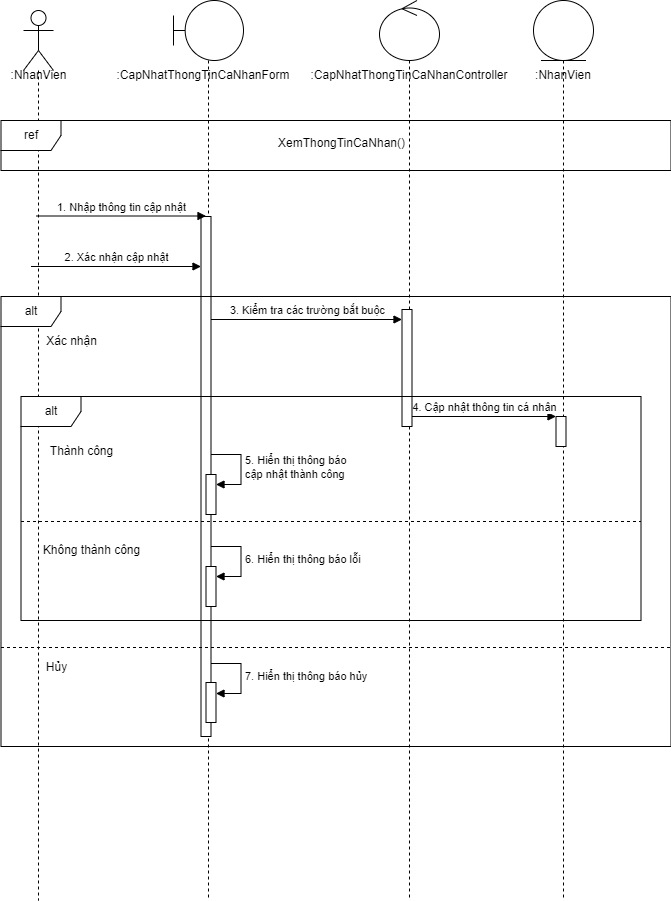 :NhanVien
:CapNhatThongTinCaNhanForm
:CapNhatThongTinCaNhanController
:NhanVien
ref
XemThongTinCaNhan()
1. Nhập thông tin cập nhật
2. Xác nhận cập nhật
alt
3. Kiểm tra các trường bắt buộc
Xác nhận
alt
4. Cập nhật thông tin cá nhân
Thành công
5. Hiển thị thông báo
cập nhật thành công
Không thành công
6. Hiển thị thông báo lỗi
Hủy
7. Hiển thị thông báo hủy